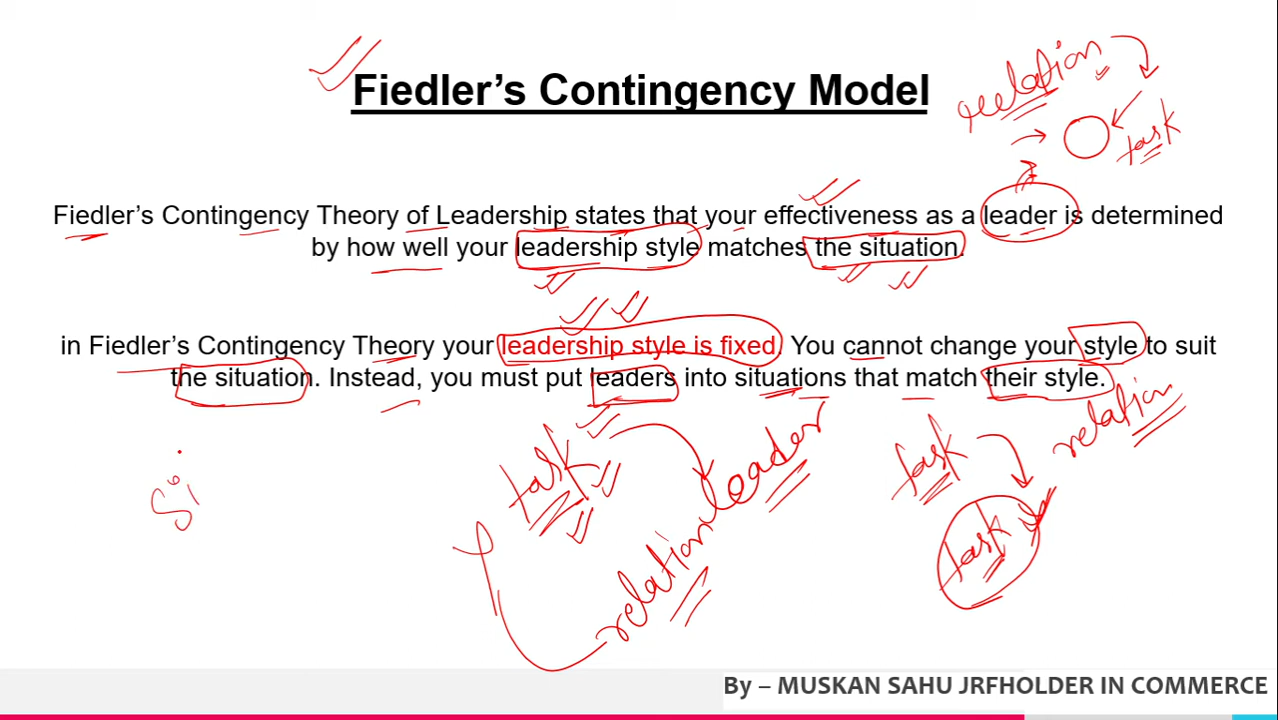 Fiedler's Contingency Model
relation
task
Fiedler's Contingency Theory of Leadership states that your effectiveness as a leader is determined
by how well your leadership style matches the situation.
in Fiedler's Contingency Theory your leadership style is fixed. You cannot change your style to suit
the situation. Instead, you must put leaders into situations that match their style.
task
leader
relation
task
relation
task
Si
By – MUSKAN SAHU JRFHOLDER IN COMMERCE